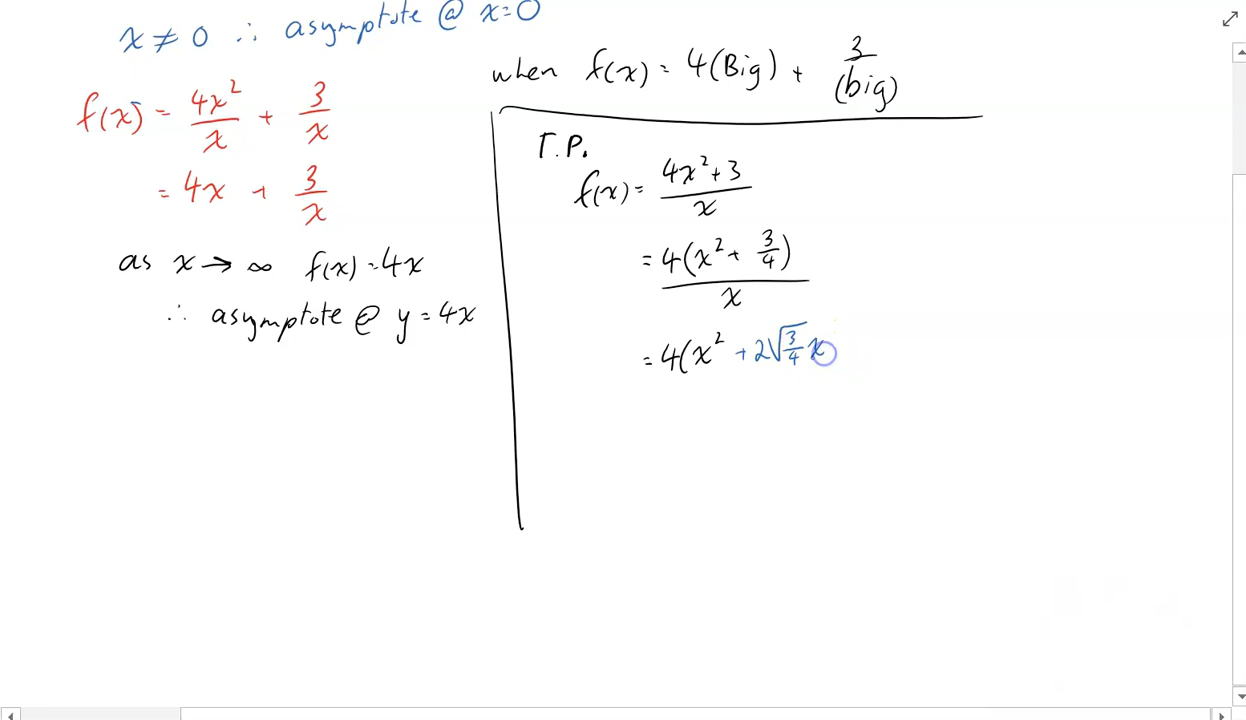 x ≠ 0 ∴ asymptote @ x=0
f(x) = 4x²/x + 3/x
= 4x + 3/x
as x → ∞ f(x) = 4x
∴ asymptote @ y = 4x
when f(x) = 4(Big) + 3/(big)
T.P.
f(x) = (4x²+3)/x
= 4(x² + 3/4)/x
= 4(x² + 2√(3/4) x